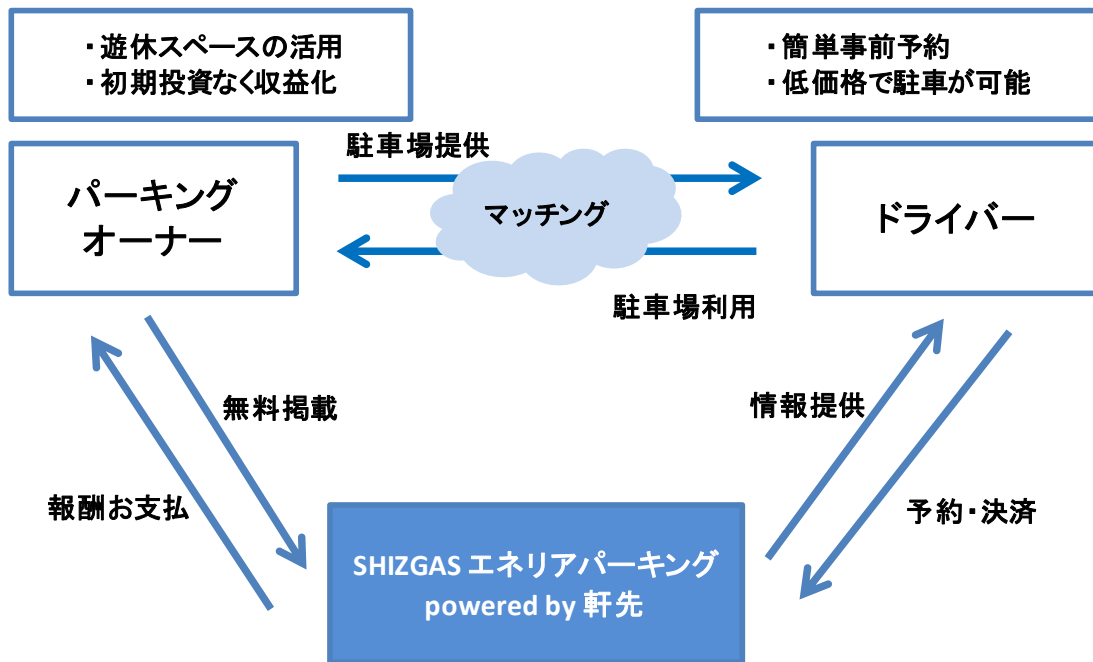 ・遊休スペースの活用
・初期投資なく収益化
・簡単事前予約
・低価格で駐車が可能
駐車場提供
パーキング
オーナー
マッチング
ドライバー
駐車場利用
無料掲載
情報提供
報酬お支払
予約・決済
SHIZGAS エネリアパーキング
powered by 軒先